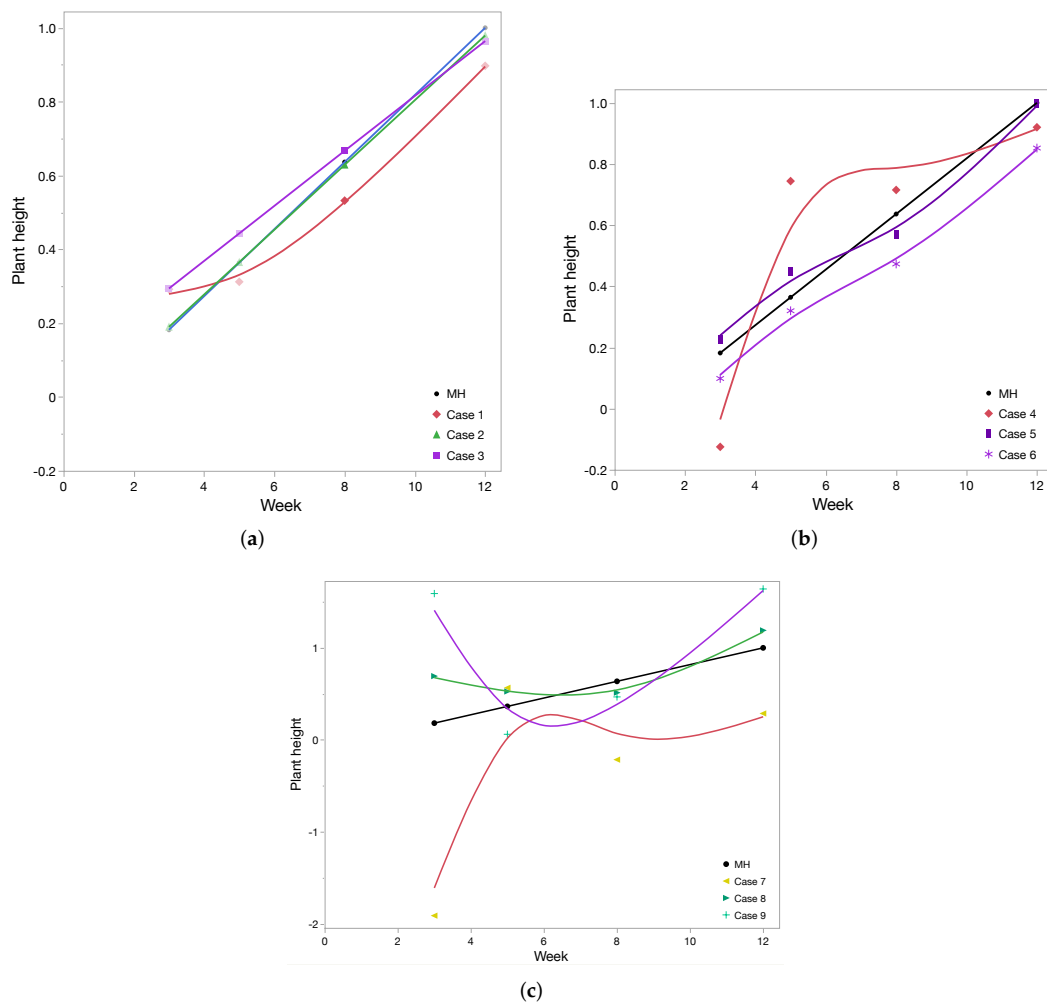 Plant height
1.0
0.8
0.6
0.4
0.2
0
-0.2
MH
Case 1
Case 2
Case 3
0 2 4 6 8 10 12
Week
(a)
Plant height
1.0
0.8
0.6
0.4
0.2
0
-0.2
MH
Case 4
Case 5
Case 6
0 2 4 6 8 10 12
Week
(b)
Plant height
1
0
-1
-2
MH
Case 7
Case 8
Case 9
0 2 4 6 8 10 12
Week
(c)